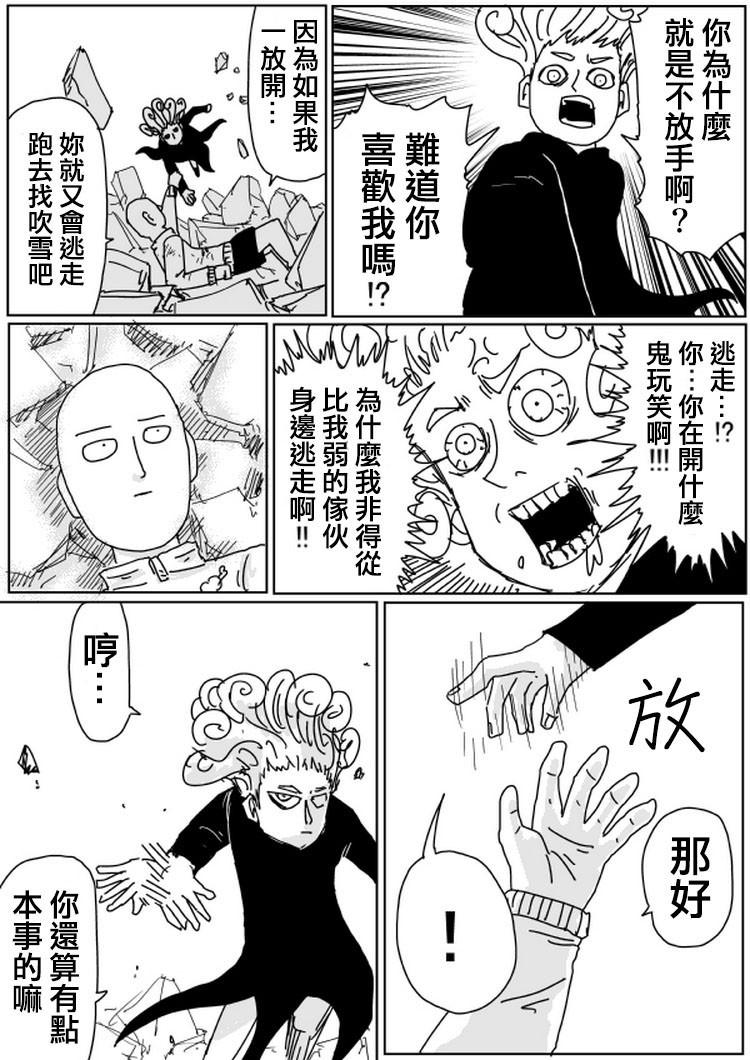 你為什麼
就是不放手啊？
難道你
喜歡我嗎
!?
因為如果我
一放開…
妳就又會逃走
跑去找吹雪吧
逃走…!?
你…你在開什麼
鬼玩笑啊!!!
為什麼我非得從
比我弱的傢伙
身邊逃走啊!!
放
那好
！
哼…
你還算有點
本事的嘛